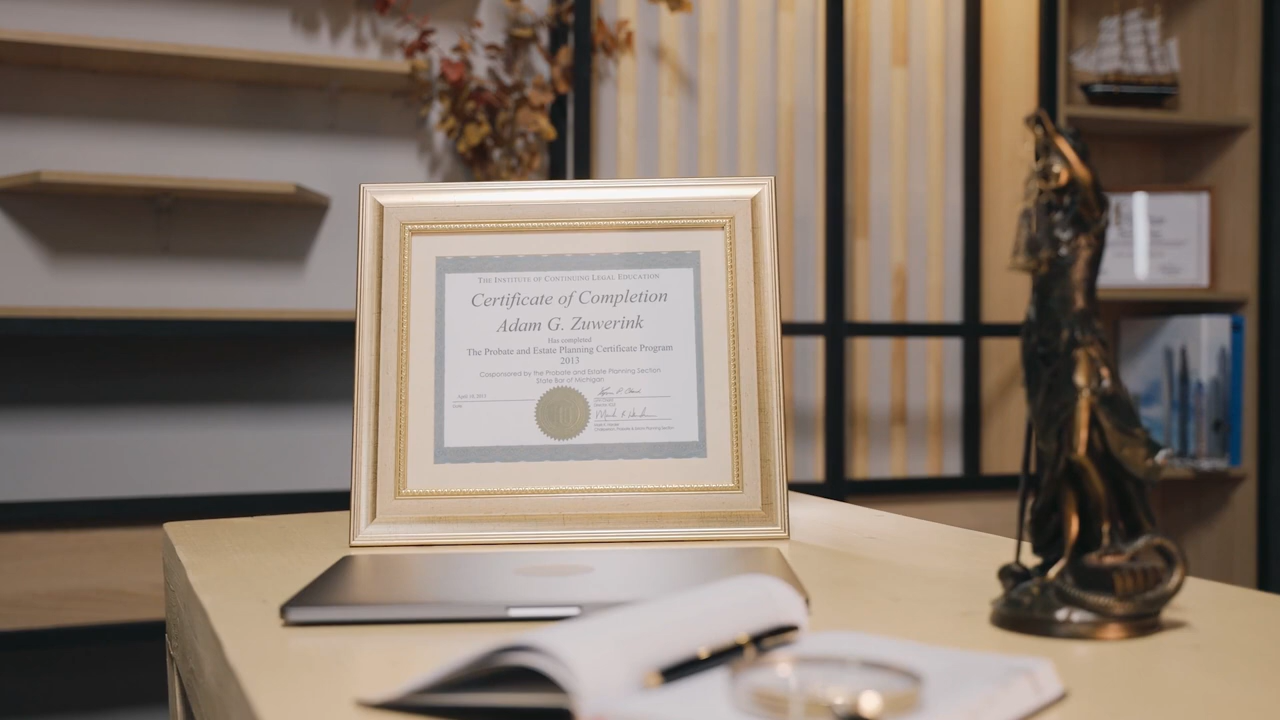 THE INSTITUTE OF CONTINUING LEGAL EDUCATION
Certificate of Completion
Adam G. Zuwerink
Has completed
The Probate and Estate Planning Certificate Program
2013
Cosponsored by the Probate and Estate Planning Section
State Bar of Michigan
Date